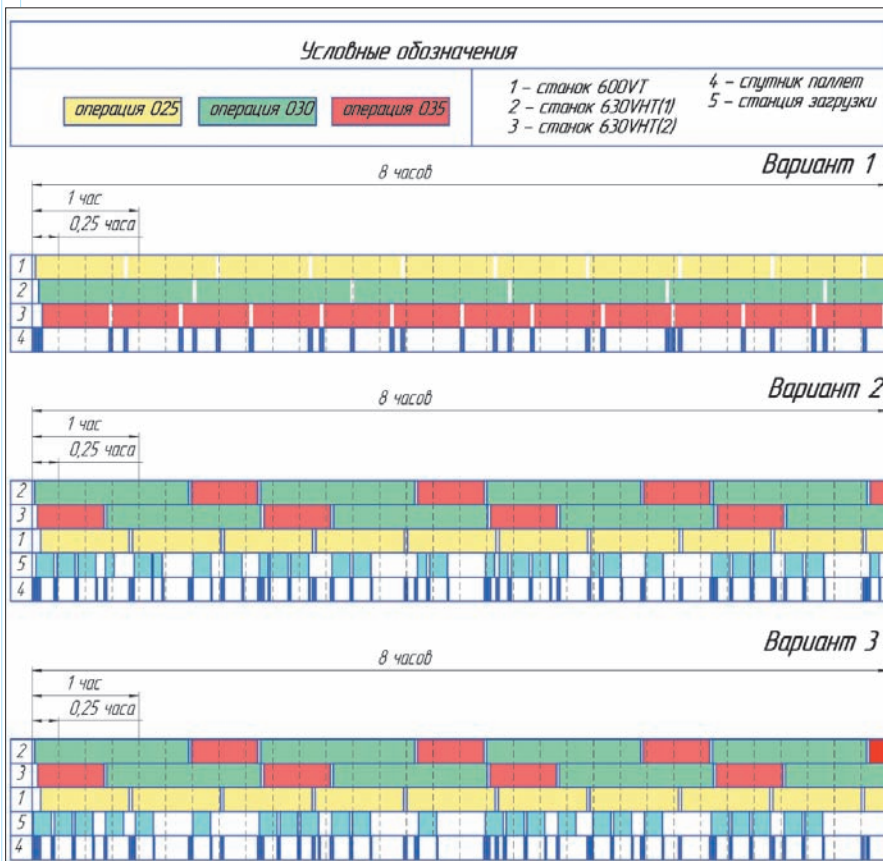 Условные обозначения
операция 025 операция 030 операция 035
1 – станок 600VT
2 – станок 630VHT(1)
3 – станок 630VHT(2)
4 – спутник паллет
5 – станция загрузки
Вариант 1
8 часов
1 час
0,25 часа
1
2
3
4
Вариант 2
8 часов
1 час
0,25 часа
2
3
1
5
4
Вариант 3
8 часов
1 час
0,25 часа
2
3
1
5
4